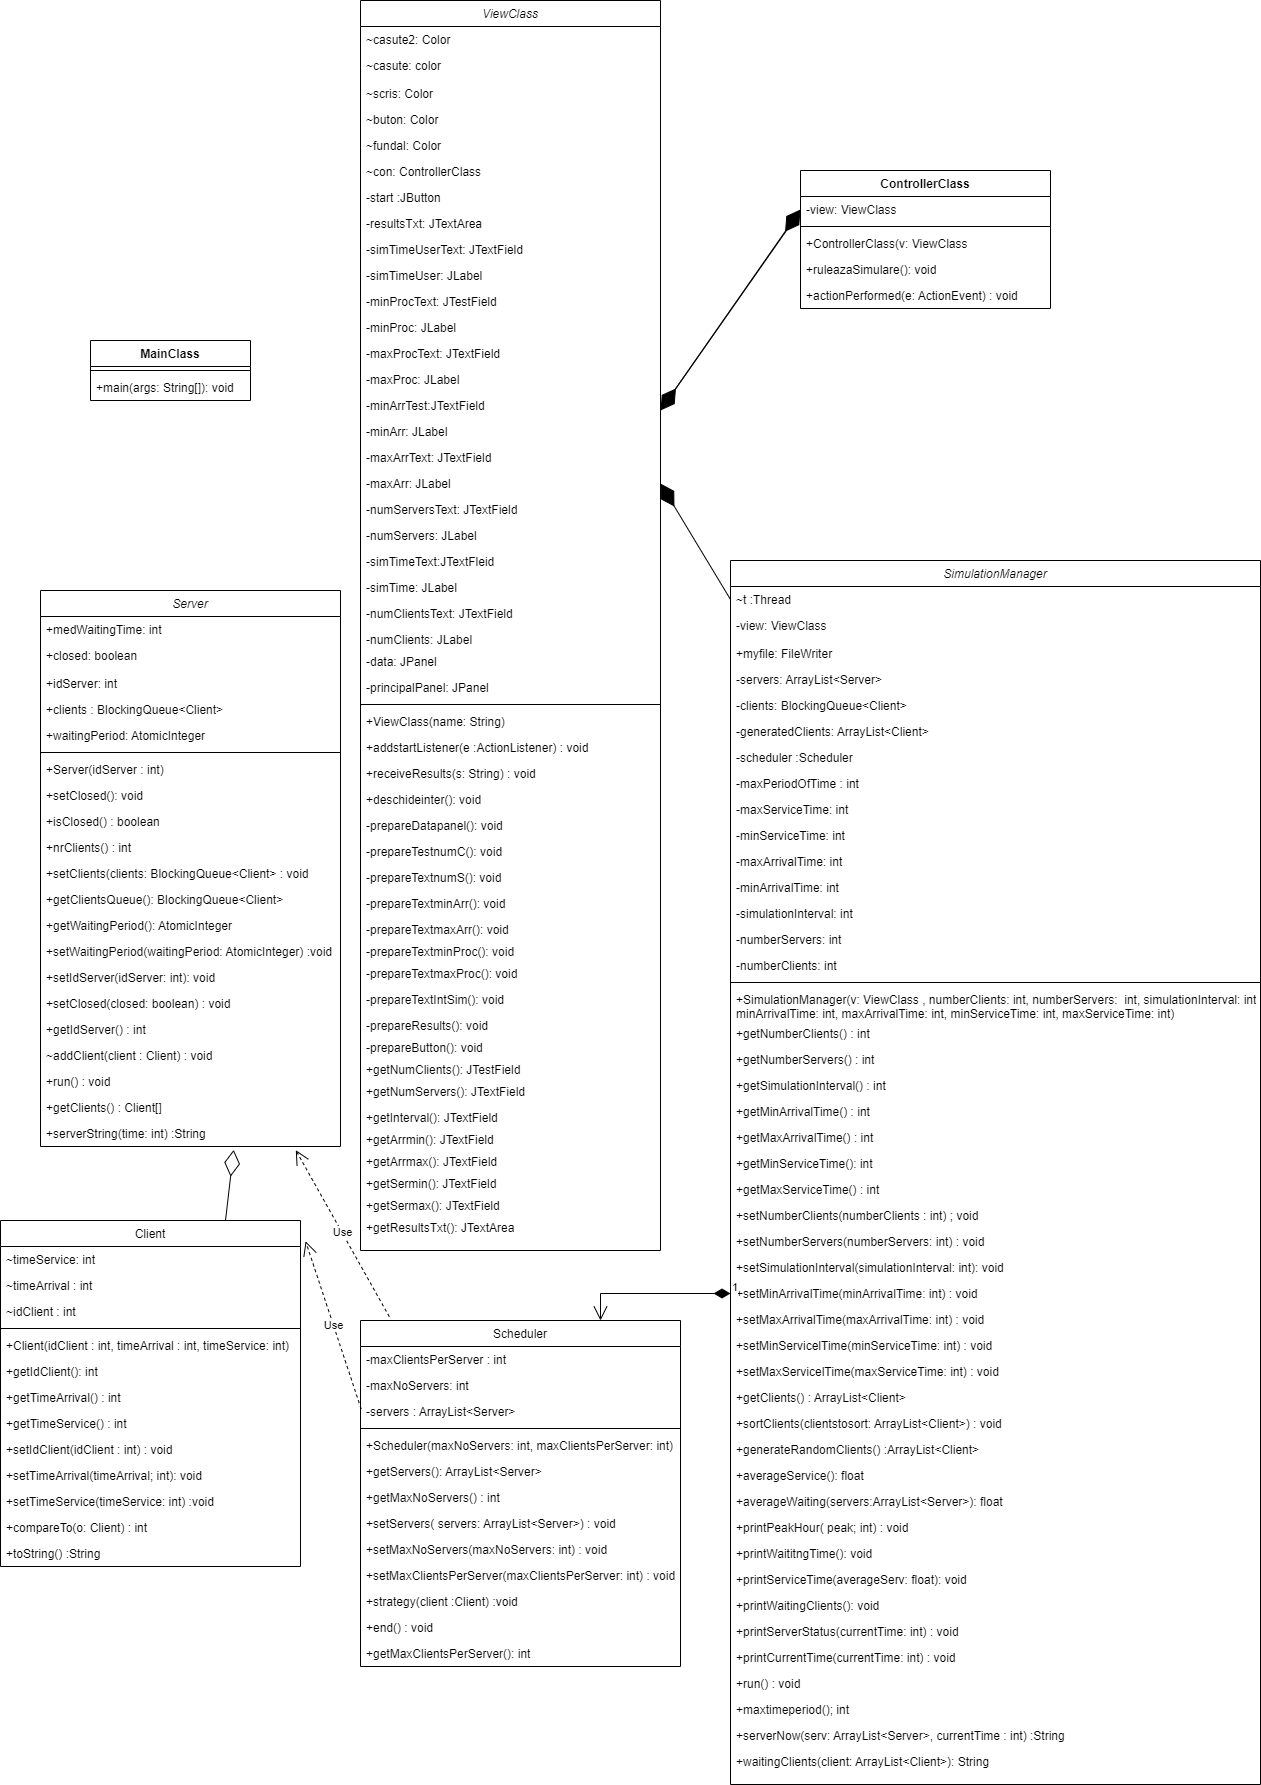 ViewClass
~casute2: Color
~casute: color
~scris: Color
~buton: Color
~fundal: Color
~con: ControllerClass
-start :JButton
-resultsTxt: JTextArea
-simTimeUserText: JTextField
-simTimeUser: JLabel
-minProcText: JTestField
-minProc: JLabel
-maxProcText: JTextField
-maxProc: JLabel
-minArrTest:JTextField
-minArr: JLabel
-maxArrText: JTextField
-maxArr: JLabel
-numServersText: JTextField
-numServers: JLabel
-simTimeText:JTextFleid
-simTime: JLabel
-numClientsText: JTextField
-numClients: JLabel
-data: JPanel
-principalPanel: JPanel
+ViewClass(name: String)
+addstartListener(e :ActionListener) : void
+receiveResults(s: String) : void
+deschideinter(): void
-prepareDatapanel(): void
-prepareTestnumC(): void
-prepareTextnumS(): void
-prepareTextminArr(): void
-prepareTextmaxArr(): void
-prepareTextminProc(): void
-prepareTextmaxProc(): void
-prepareTextIntSim(): void
-prepareResults(): void
-prepareButton(): void
+getNumClients(): JTestField
+getNumServers(): JTextField
+getInterval(): JTextField
+getArrmin(): JTextField
+getArrmax(): JTextField
+getSermin(): JTextField
+getSermax(): JTextField
+getResultsTxt(): JTextArea
ControllerClass
-view: ViewClass
+ControllerClass(v: ViewClass
+ruleazaSimulare(): void
+actionPerformed(e: ActionEvent) : void
MainClass
+main(args: String[]): void
Server
+medWaitingTime: int
+closed: boolean
+idServer: int
+clients : BlockingQueue<Client>
+waitingPeriod: AtomicInteger
+Server(idServer : int)
+setClosed(): void
+isClosed() : boolean
+nrClients() : int
+setClients(clients: BlockingQueue<Client> : void
+getClientsQueue(): BlockingQueue<Client>
+getWaitingPeriod(): AtomicInteger
+setWaitingPeriod(waitingPeriod: AtomicInteger) :void
+setIdServer(idServer: int): void
+setClosed(closed: boolean) : void
+getIdServer() : int
~addClient(client : Client) : void
+run() : void
+getClients() : Client[]
+serverString(time: int) :String
Client
~timeService: int
~timeArrival : int
~idClient : int
+Client(idClient : int, timeArrival : int, timeService: int)
+getIdClient(): int
+getTimeArrival() : int
+getTimeService() : int
+setIdClient(idClient : int) : void
+setTimeArrival(timeArrival; int): void
+setTimeService(timeService: int) :void
+compareTo(o: Client) : int
+toString() :String
Use
Use
Scheduler
-maxClientsPerServer : int
-maxNoServers: int
-servers : ArrayList<Server>
+Scheduler(maxNoServers: int, maxClientsPerServer: int)
+getServers(): ArrayList<Server>
+getMaxNoServers() : int
+setServers( servers: ArrayList<Server>) : void
+setMaxNoServers(maxNoServers: int) : void
+setMaxClientsPerServer(maxClientsPerServer: int) : void
+strategy(client :Client) :void
+end() : void
+getMaxClientsPerServer(): int
SimulationManager
~t :Thread
-view: ViewClass
+myfile: FileWriter
-servers: ArrayList<Server>
-clients: BlockingQueue<Client>
-generatedClients: ArrayList<Client>
-scheduler :Scheduler
-maxPeriodOfTime : int
-maxServiceTime: int
-minServiceTime: int
-maxArrivalTime: int
-minArrivalTime: int
-simulationInterval: int
-numberServers: int
-numberClients: int
+SimulationManager(v: ViewClass , numberClients: int, numberServers:  int, simulationInterval: int
minArrivalTime: int, maxArrivalTime: int, minServiceTime: int, maxServiceTime: int)
+getNumberClients() : int
+getNumberServers() : int
+getSimulationInterval() : int
+getMinArrivalTime() : int
+getMaxArrivalTime() : int
+getMinServiceTime(): int
+getMaxServiceTime() : int
+setNumberClients(numberClients : int) ; void
+setNumberServers(numberServers: int) : void
+setSimulationInterval(simulationInterval: int): void
1
+setMinArrivalTime(minArrivalTime: int) : void
+setMaxArrivalTime(maxArrivalTime: int) : void
+setMinServicelTime(minServiceTime: int) : void
+setMaxServicelTime(maxServiceTime: int) : void
+getClients() : ArrayList<Client>
+sortClients(clientstosort: ArrayList<Client>) : void
+generateRandomClients() :ArrayList<Client>
+averageService(): float
+averageWaiting(servers:ArrayList<Server>): float
+printPeakHour( peak; int) : void
+printWaititngTime(): void
+printServiceTime(averageServ: float): void
+printWaitingClients(): void
+printServerStatus(currentTime: int) : void
+printCurrentTime(currentTime: int) : void
+run() : void
+maxtimeperiod(); int
+serverNow(serv: ArrayList<Server>, currentTime : int) :String
+waitingClients(client: ArrayList<Client>): String